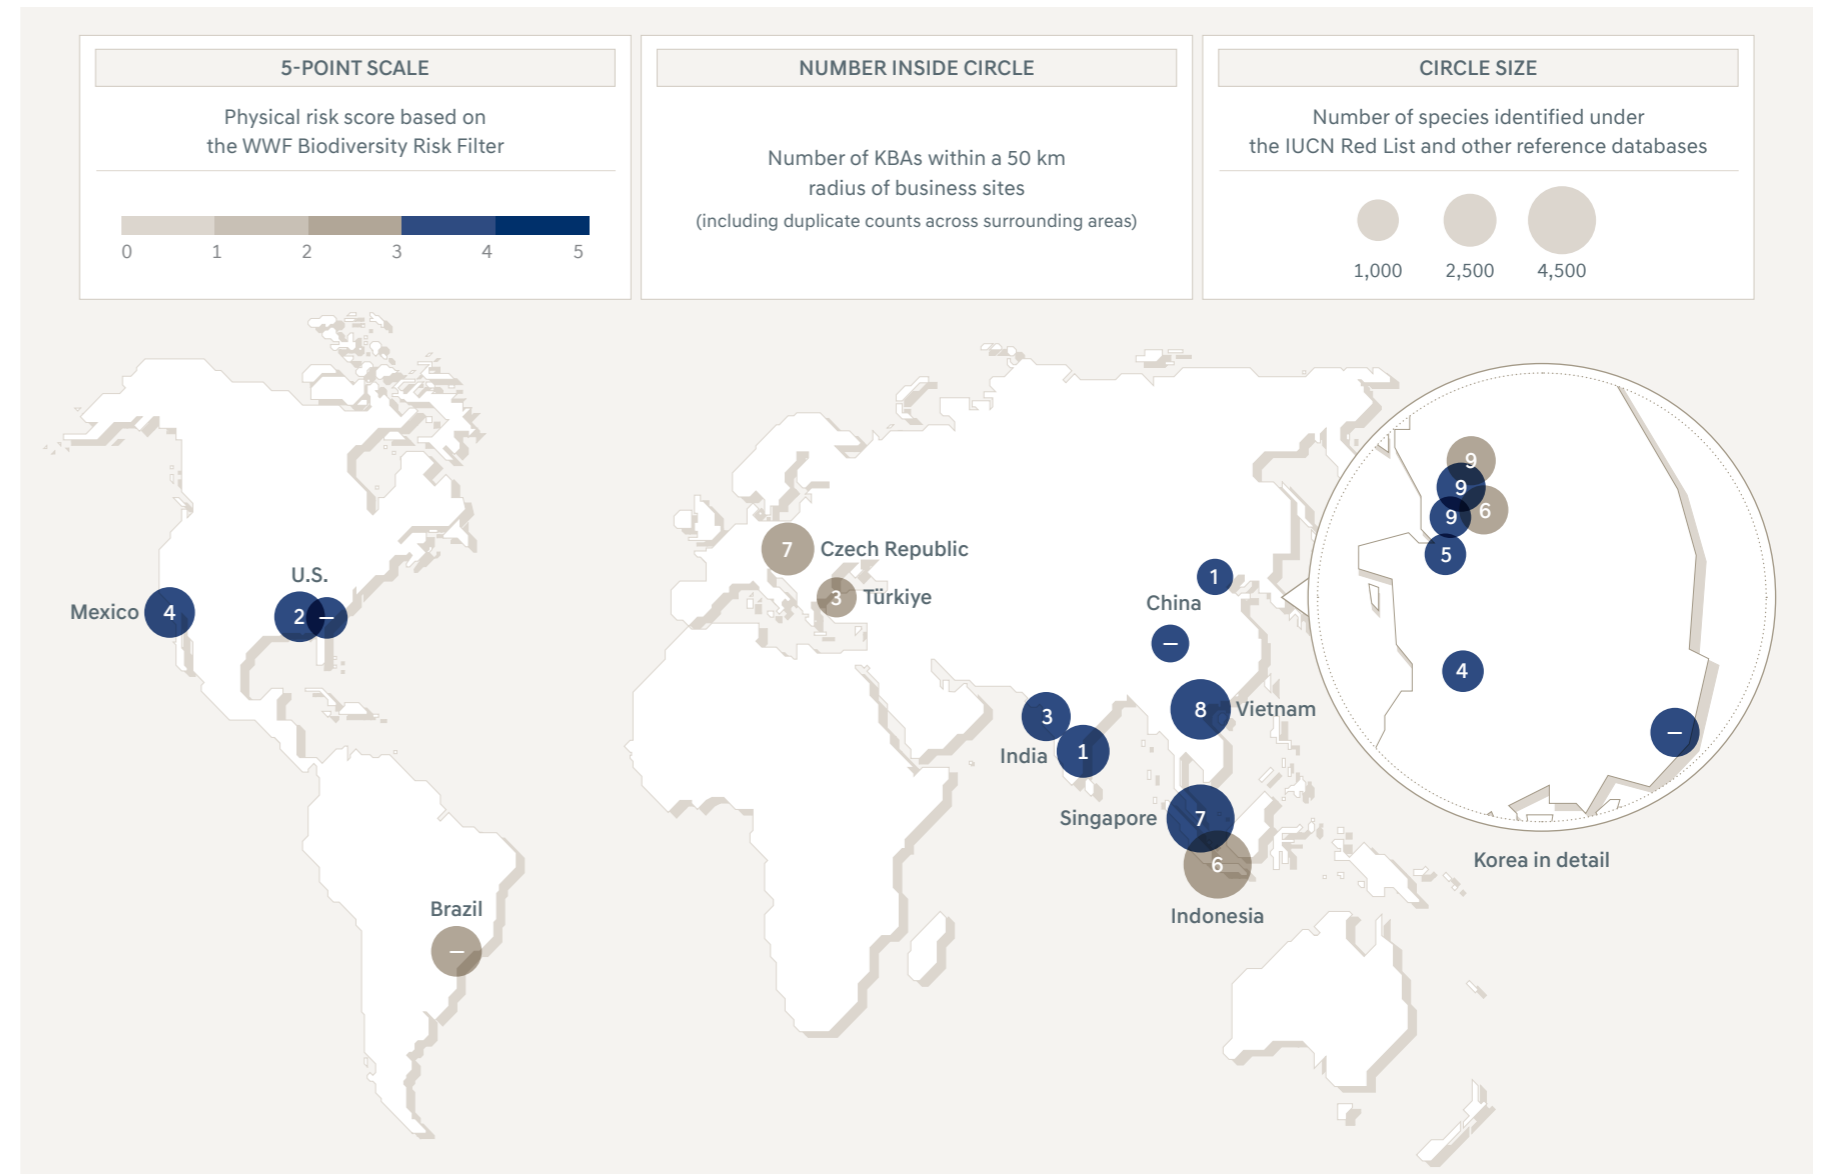 5-POINT SCALE
Physical risk score based on
the WWF Biodiversity Risk Filter
0 1 2 3 4 5
NUMBER INSIDE CIRCLE
Number of KBAs within a 50 km
radius of business sites
(including duplicate counts across surrounding areas)
CIRCLE SIZE
Number of species identified under
the IUCN Red List and other reference databases
1,000 2,500 4,500
Mexico 4
U.S.
2 –
Brazil
–
7 Czech Republic
3 Türkiye
1
China
–
8 Vietnam
3
India 1
Singapore 7
6
Indonesia
9
9
6
9
5
4
–
Korea in detail